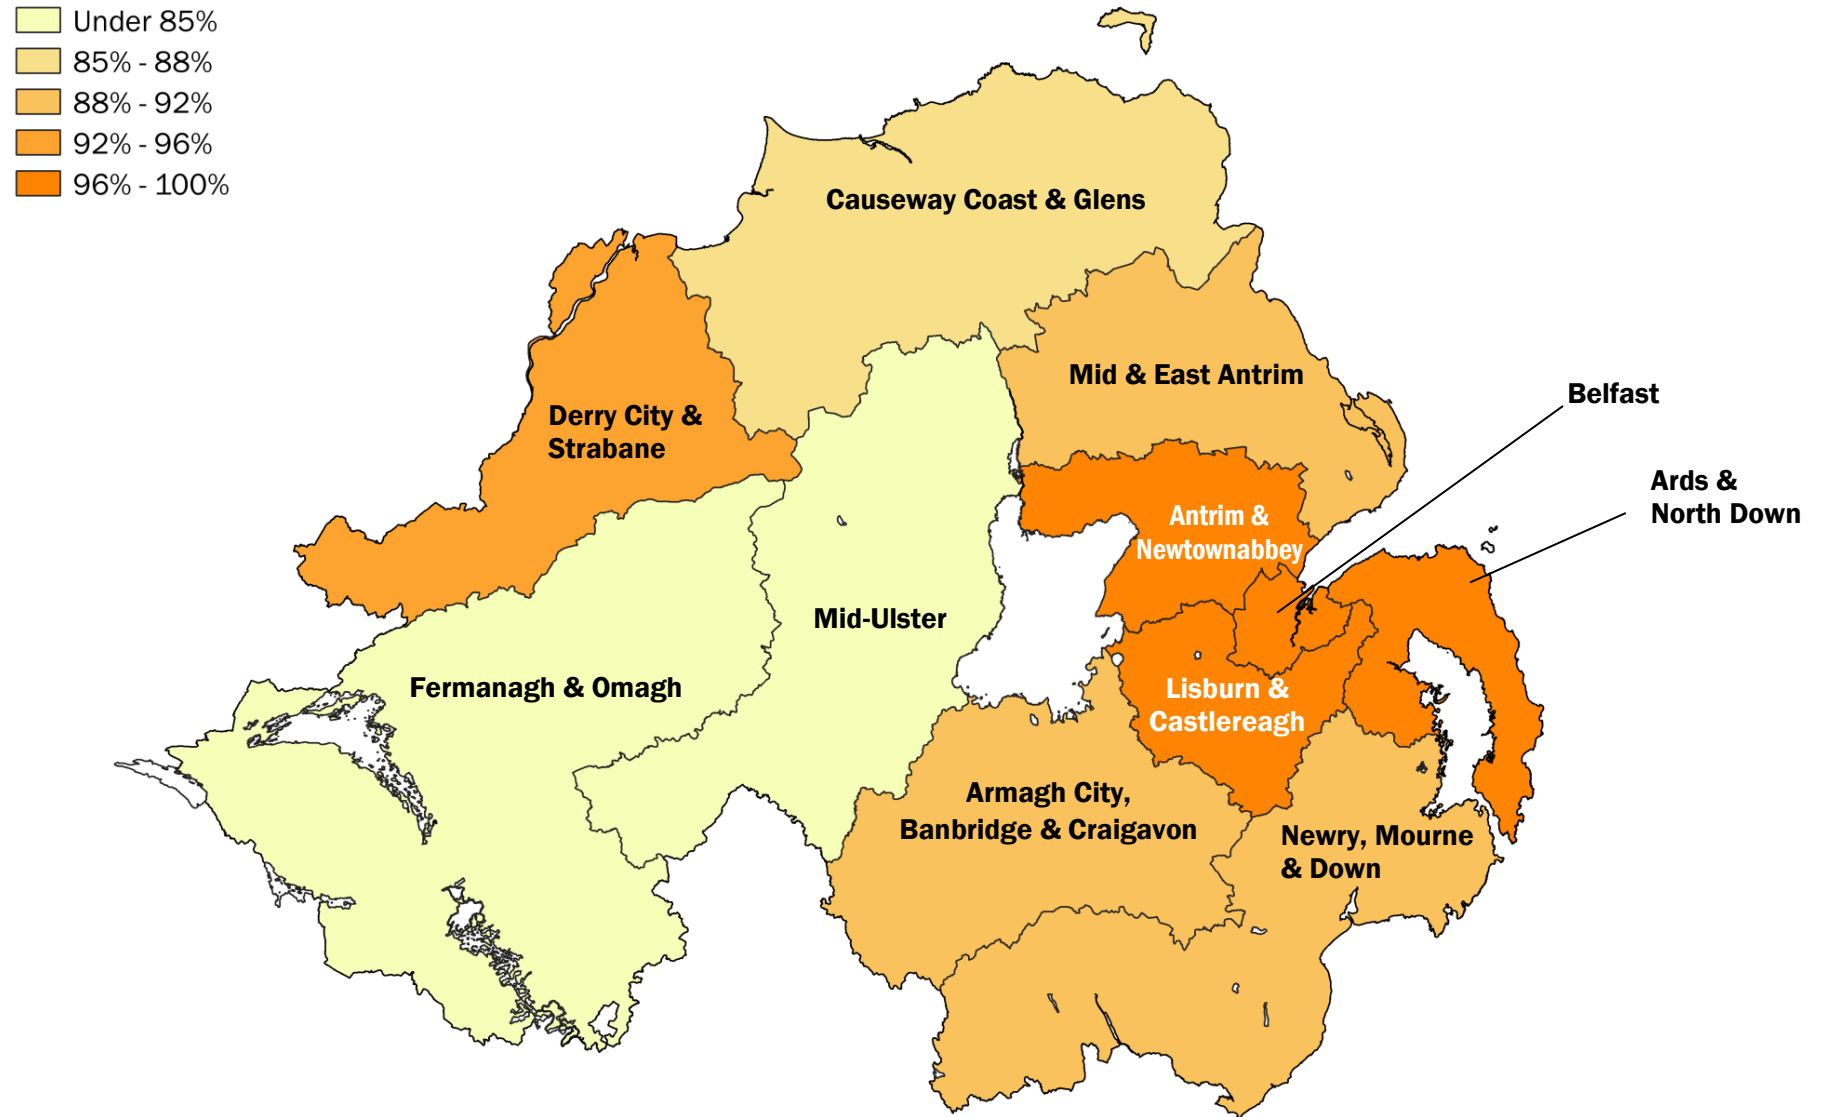 Under 85%
85% - 88%
88% - 92%
92% - 96%
96% - 100%
Causeway Coast & Glens
Mid & East Antrim
Belfast
Derry City &
Strabane
Ards &
North Down
Antrim &
Newtownabbey
Mid-Ulster
Fermanagh & Omagh
Lisburn &
Castlereagh
Armagh City,
Banbridge & Craigavon
Newry, Mourne
& Down